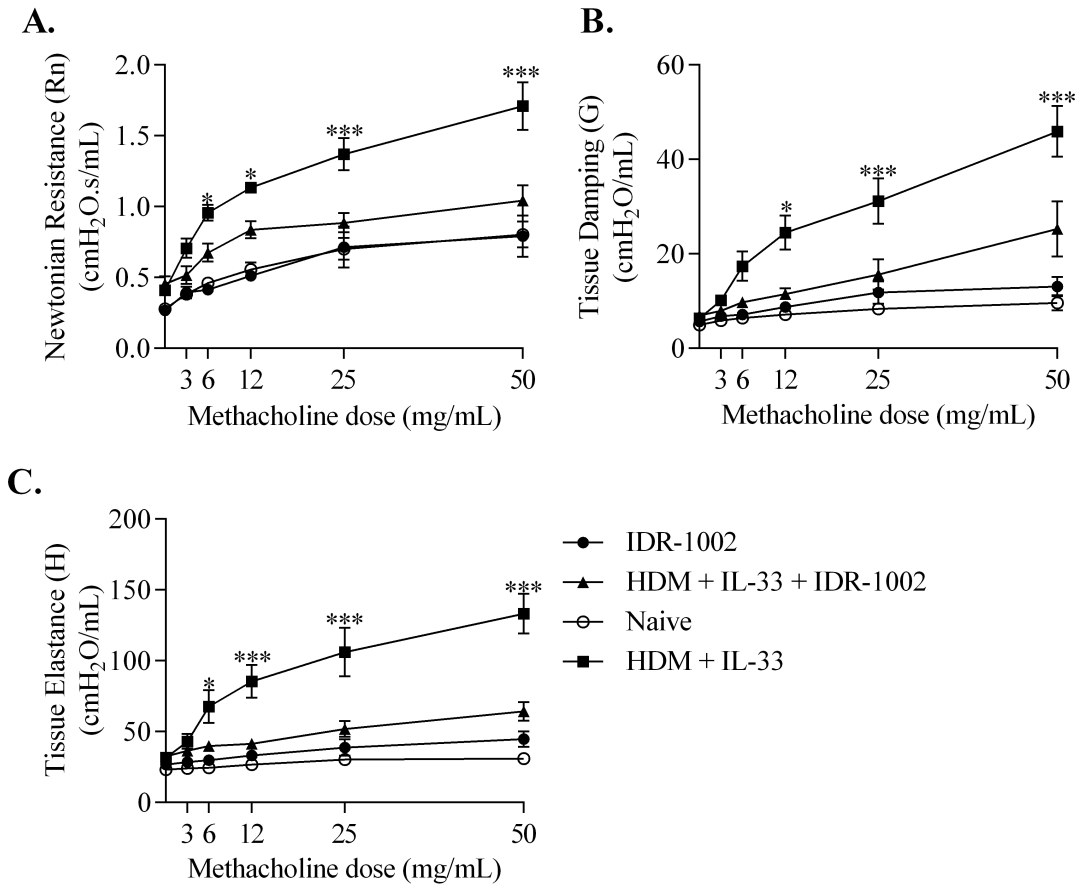 A.
Newtonian Resistance (Rn)
(cmH2O.s/mL)
2.0
1.5
1.0
0.5
0.0
*
*
***
***
3 6 12 25 50
Methacholine dose (mg/mL)
B.
Tissue Damping (G)
(cmH2O/mL)
60
40
20
0
*
***
***
3 6 12 25 50
Methacholine dose (mg/mL)
C.
Tissue Elastance (H)
(cmH2O/mL)
200
150
100
50
0
*
***
***
***
3 6 12 25 50
Methacholine dose (mg/mL)
IDR-1002
HDM + IL-33 + IDR-1002
Naive
HDM + IL-33